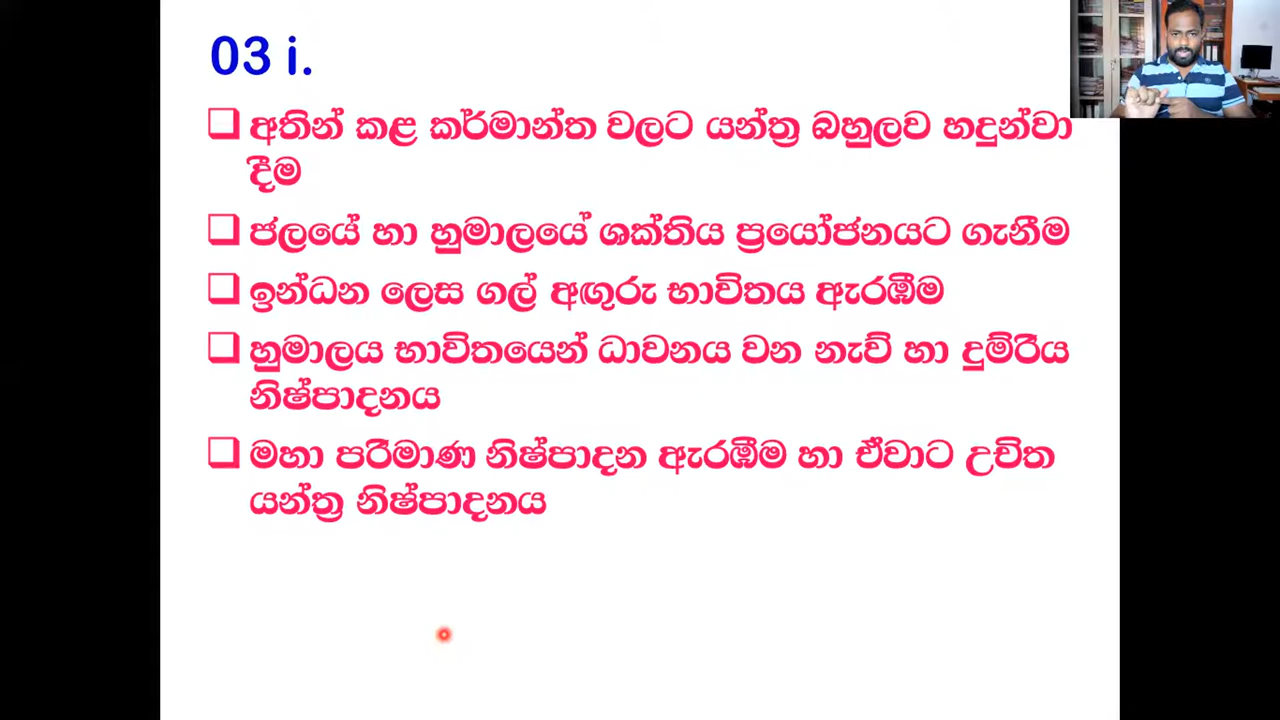 03 i.
❑ අතින් කළ කර්මාන්ත වලට යන්ත්‍ර බහුලව හදුන්වා
දීම
❑ ජලයේ හා හුමාලයේ ශක්තිය ප්‍රයෝජනයට ගැනීම
❑ ඉන්ධන ලෙස ගල් අඟුරු භාවිතය ඇරඹීම
❑ හුමාලය භාවිතයෙන් ධාවනය වන නැව් හා දුම්රිය
නිෂ්පාදනය
❑ මහා පරිමාණ නිෂ්පාදන ඇරඹීම හා ඒවාට උචිත
යන්ත්‍ර නිෂ්පාදනය